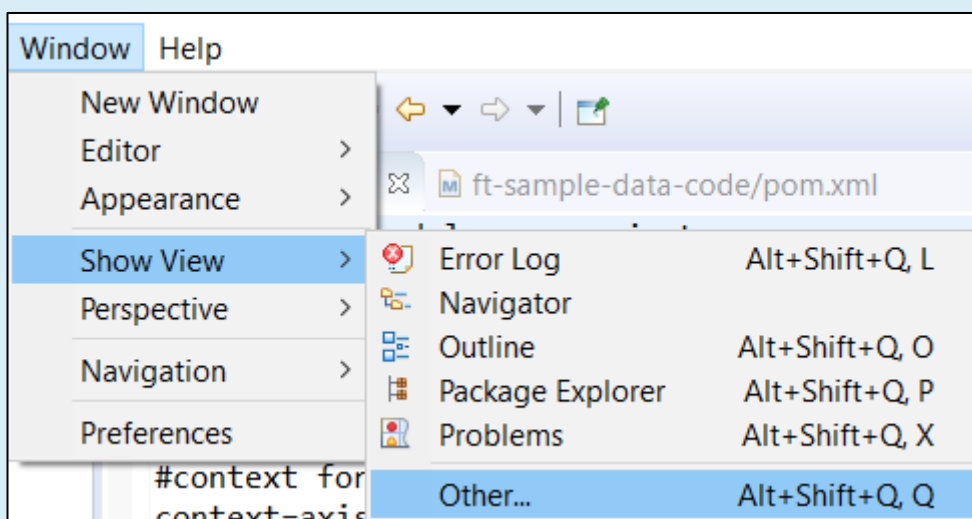 Window Help
New Window
Editor
Appearance
ft-sample-data-code/pom.xml
Show View
Perspective
Navigation
Preferences
Error Log Alt+Shift+Q, L
Navigator
Outline Alt+Shift+Q, O
Package Explorer Alt+Shift+Q, P
Problems Alt+Shift+Q, X
Other... Alt+Shift+Q, Q
#context for